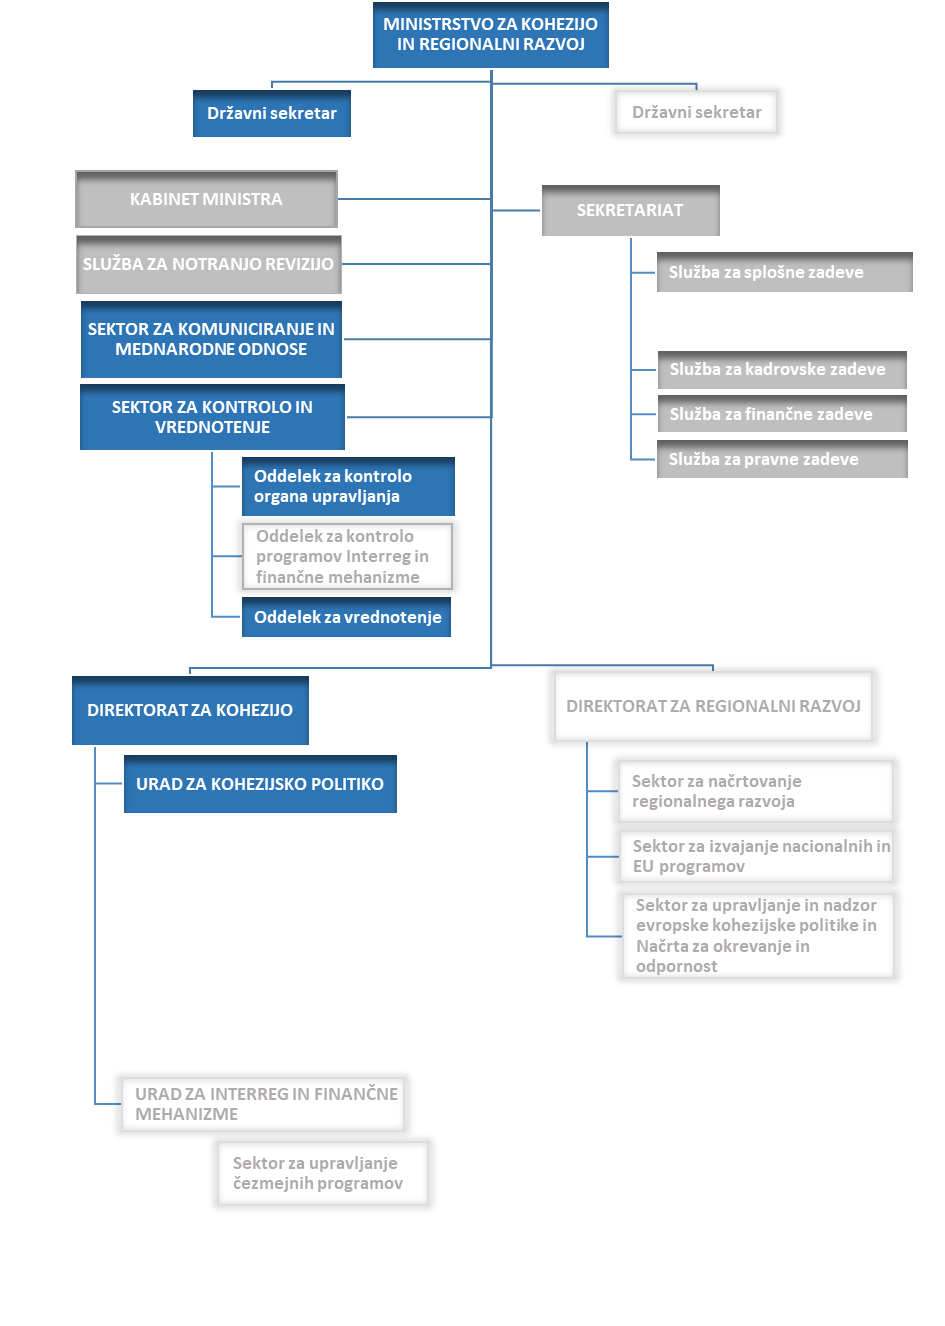 MINISTRSTVO ZA KOHEZIJO
IN REGIONALNI RAZVOJ
Državni sekretar
Državni sekretar
KABINET MINISTRA
SEKRETARIAT
SLUŽBA ZA NOTRANJO REVIZIJO
Služba za splošne zadeve
SEKTOR ZA KOMUNICIRANJE IN
MEDNARODNE ODNOSE
Služba za kadrovske zadeve
SEKTOR ZA KONTROLO IN
VREDNOTENJE
Služba za finančne zadeve
Služba za pravne zadeve
Oddelek za kontrolo
organa upravljanja
Oddelek za kontrolo
programov Interreg in
finančne mehanizme
Oddelek za vrednotenje
DIREKTORAT ZA KOHEZIJO
URAD ZA KOHEZIJSKO POLITIKO
DIREKTORAT ZA REGIONALNI RAZVOJ
Sektor za načrtovanje
regionalnega razvoja
Sektor za izvajanje nacionalnih in
EU programov
Sektor za upravljanje in nadzor
evropske kohezijske politike in
Načrta za okrevanje in
odpornost
URAD ZA INTERREG IN FINANČNE
MEHANIZME
Sektor za upravljanje
čezmejnih programov